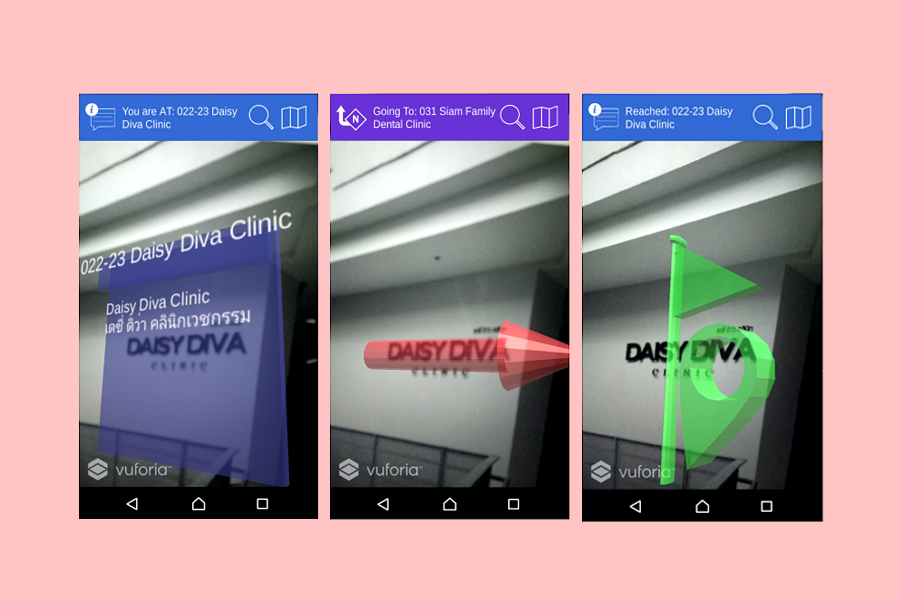 You are AT: 022-23 Daisy
Diva Clinic
022-23 Daisy Diva Clinic
Daisy Diva Clinic
เดซี่ ดิว่า คลินิกเวชกรรม
DAISY DIVA
CLINIC
vuforia™
N
Going To: 031 Siam Family
Dental Clinic
DAISY DIVA
CLINIC
vuforia™
Reached: 022-23 Daisy
Diva Clinic
DAISY DIVA
CLINIC
vuforia